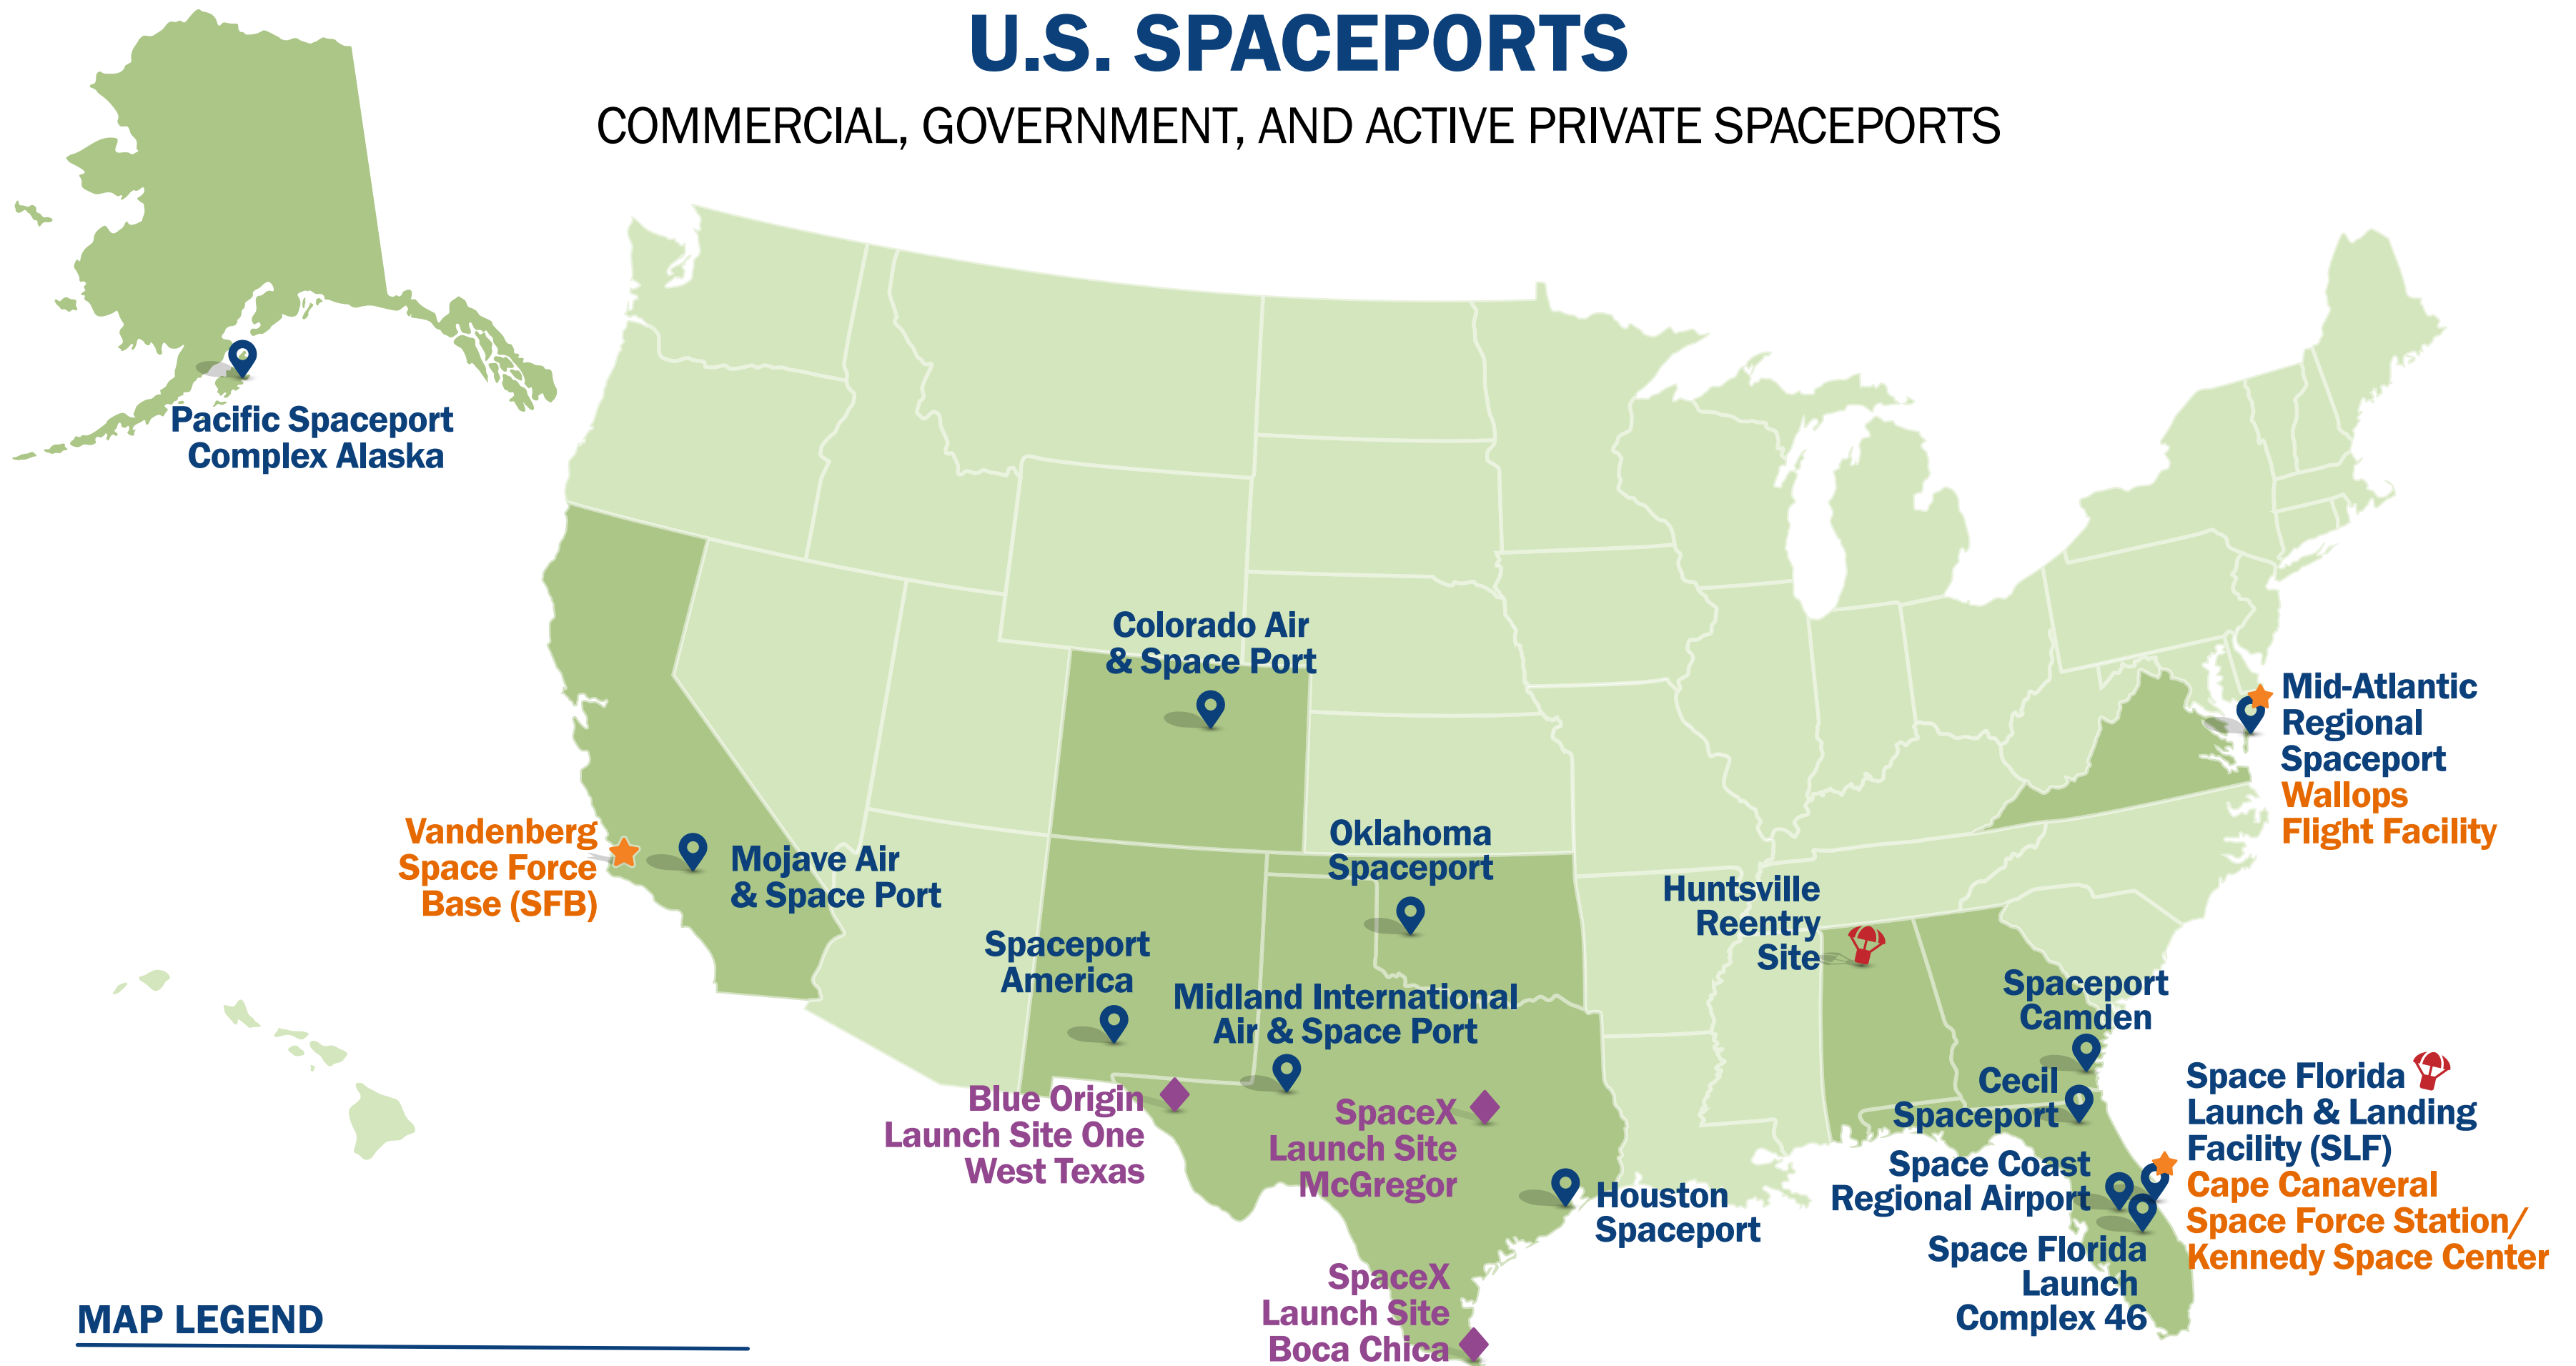 U.S. SPACEPORTS
COMMERCIAL, GOVERNMENT, AND ACTIVE PRIVATE SPACEPORTS
Pacific Spaceport
Complex Alaska
Colorado Air
& Space Port
Mid-Atlantic
Regional
Spaceport
Wallops
Flight Facility
Vandenberg
Space Force
Base (SFB)
Mojave Air
& Space Port
Oklahoma
Spaceport
Huntsville
Reentry
Site
Spaceport
America
Midland International
Air & Space Port
Spaceport
Camden
Blue Origin
Launch Site One
West Texas
SpaceX
Launch Site
McGregor
Cecil
Spaceport
Space Florida
Launch & Landing
Facility (SLF)
Cape Canaveral
Space Force Station/
Kennedy Space Center
Space Coast
Regional Airport
Houston
Spaceport
Space Florida
Launch
Complex 46
SpaceX
Launch Site
Boca Chica
MAP LEGEND